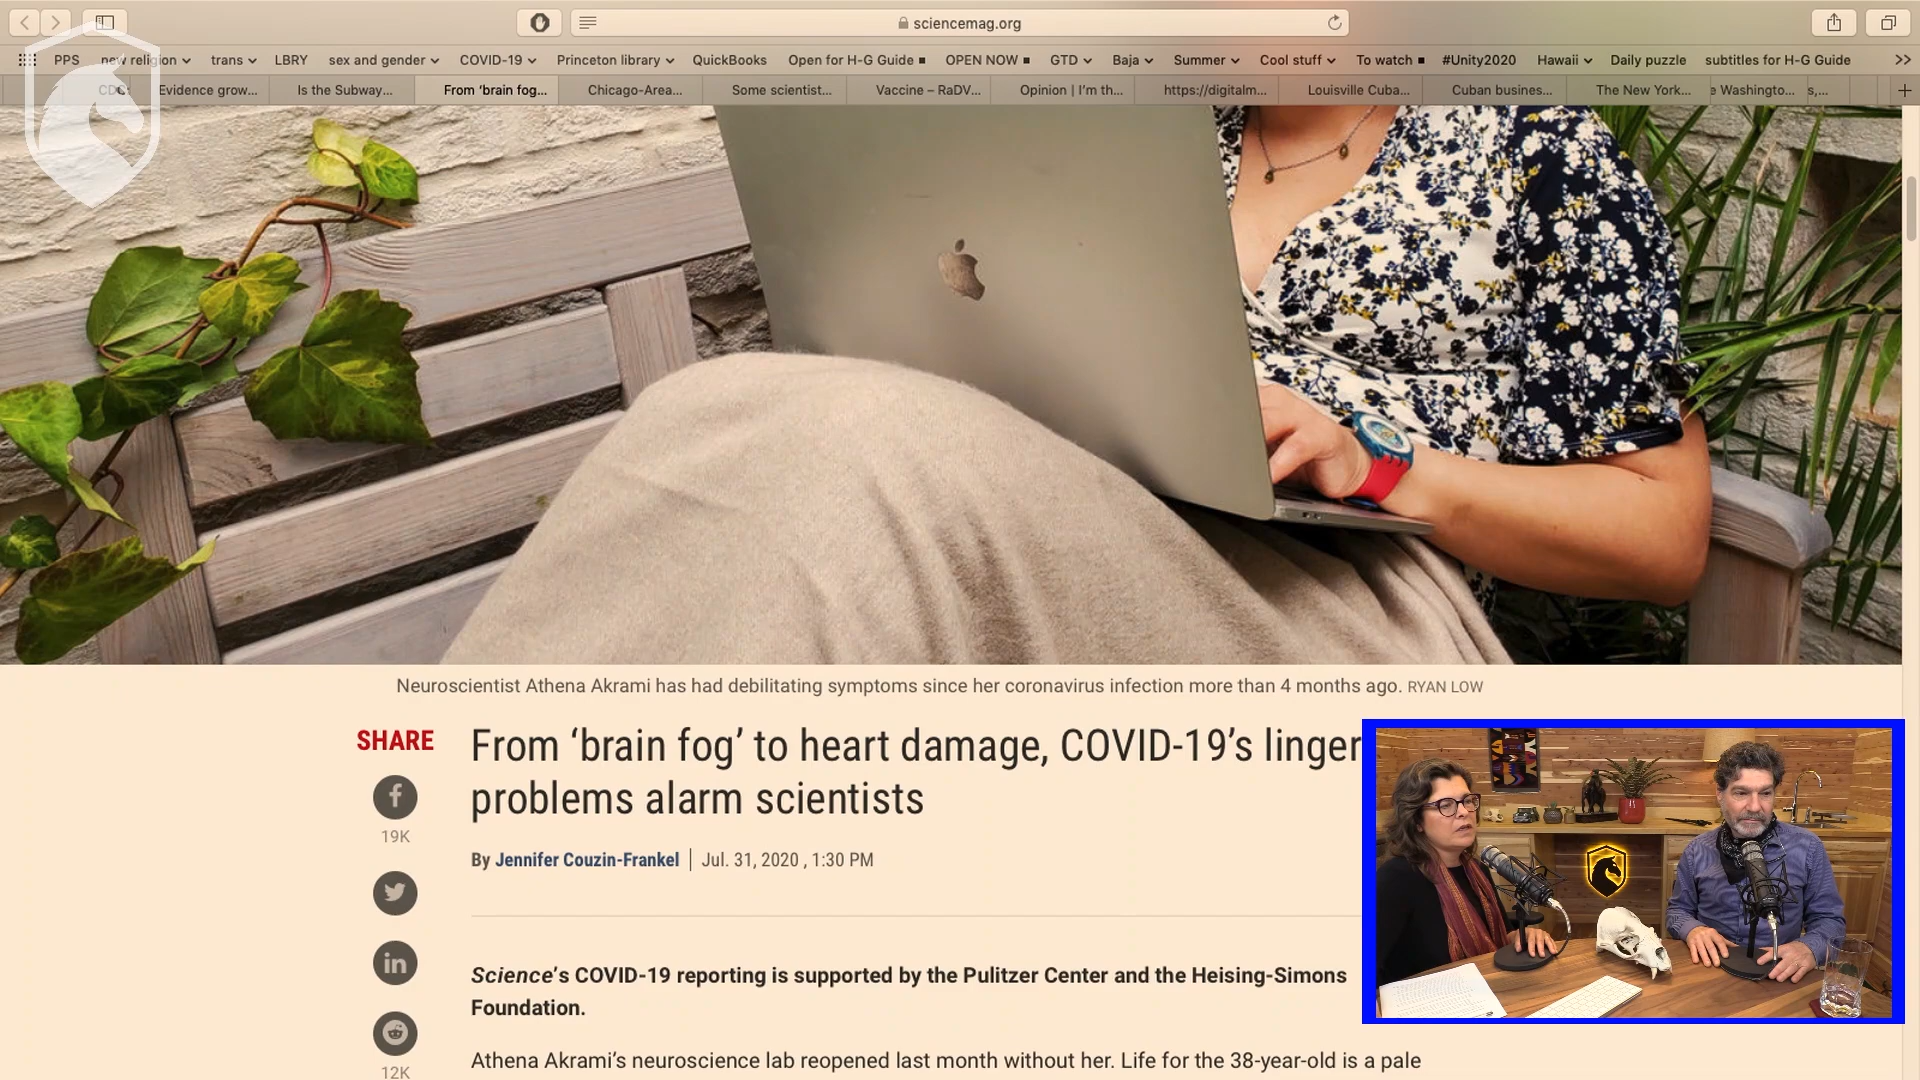 sciencemag.org
PPS new religion trans LBRY sex and gender COVID-19 Princeton library QuickBooks Open for H-G Guide OPEN NOW GTD Baja Summer Cool stuff To watch #Unity2020 Hawaii Daily puzzle subtitles for H-G Guide
CDC Evidence grow... Is the Subway... From ‘brain fog... Chicago-Area... Some scientist... Vaccine – RaDV... Opinion | I’m th... https://digitalm... Louisville Cuba... Cuban busines... The New York... e Washingto... s,...
Neuroscientist Athena Akrami has had debilitating symptoms since her coronavirus infection more than 4 months ago. RYAN LOW
SHARE
From ‘brain fog’ to heart damage, COVID-19’s linger
problems alarm scientists
19K
By Jennifer Couzin-Frankel | Jul. 31, 2020 , 1:30 PM
Science’s COVID-19 reporting is supported by the Pulitzer Center and the Heising-Simons
Foundation.
Athena Akrami’s neuroscience lab reopened last month without her. Life for the 38-year-old is a pale
12K